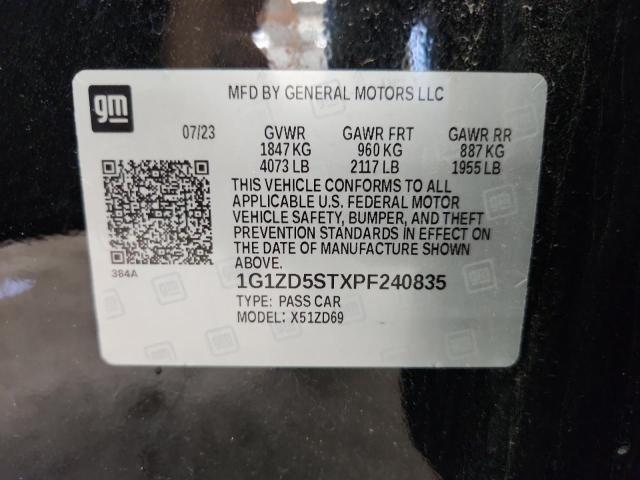 gm
MFD BY GENERAL MOTORS LLC
07/23 GVWR GAWR FRT GAWR RR
1847 KG 960 KG 887 KG
4073 LB 2117 LB 1955 LB
THIS VEHICLE CONFORMS TO ALL
APPLICABLE U.S. FEDERAL MOTOR
VEHICLE SAFETY, BUMPER, AND THEFT
PREVENTION STANDARDS IN EFFECT ON
THE DATE OF MANUFACTURE SHOWN
ABOVE.
384A
1G1ZD5STXPF240835
TYPE: PASS CAR
MODEL: X51ZD69